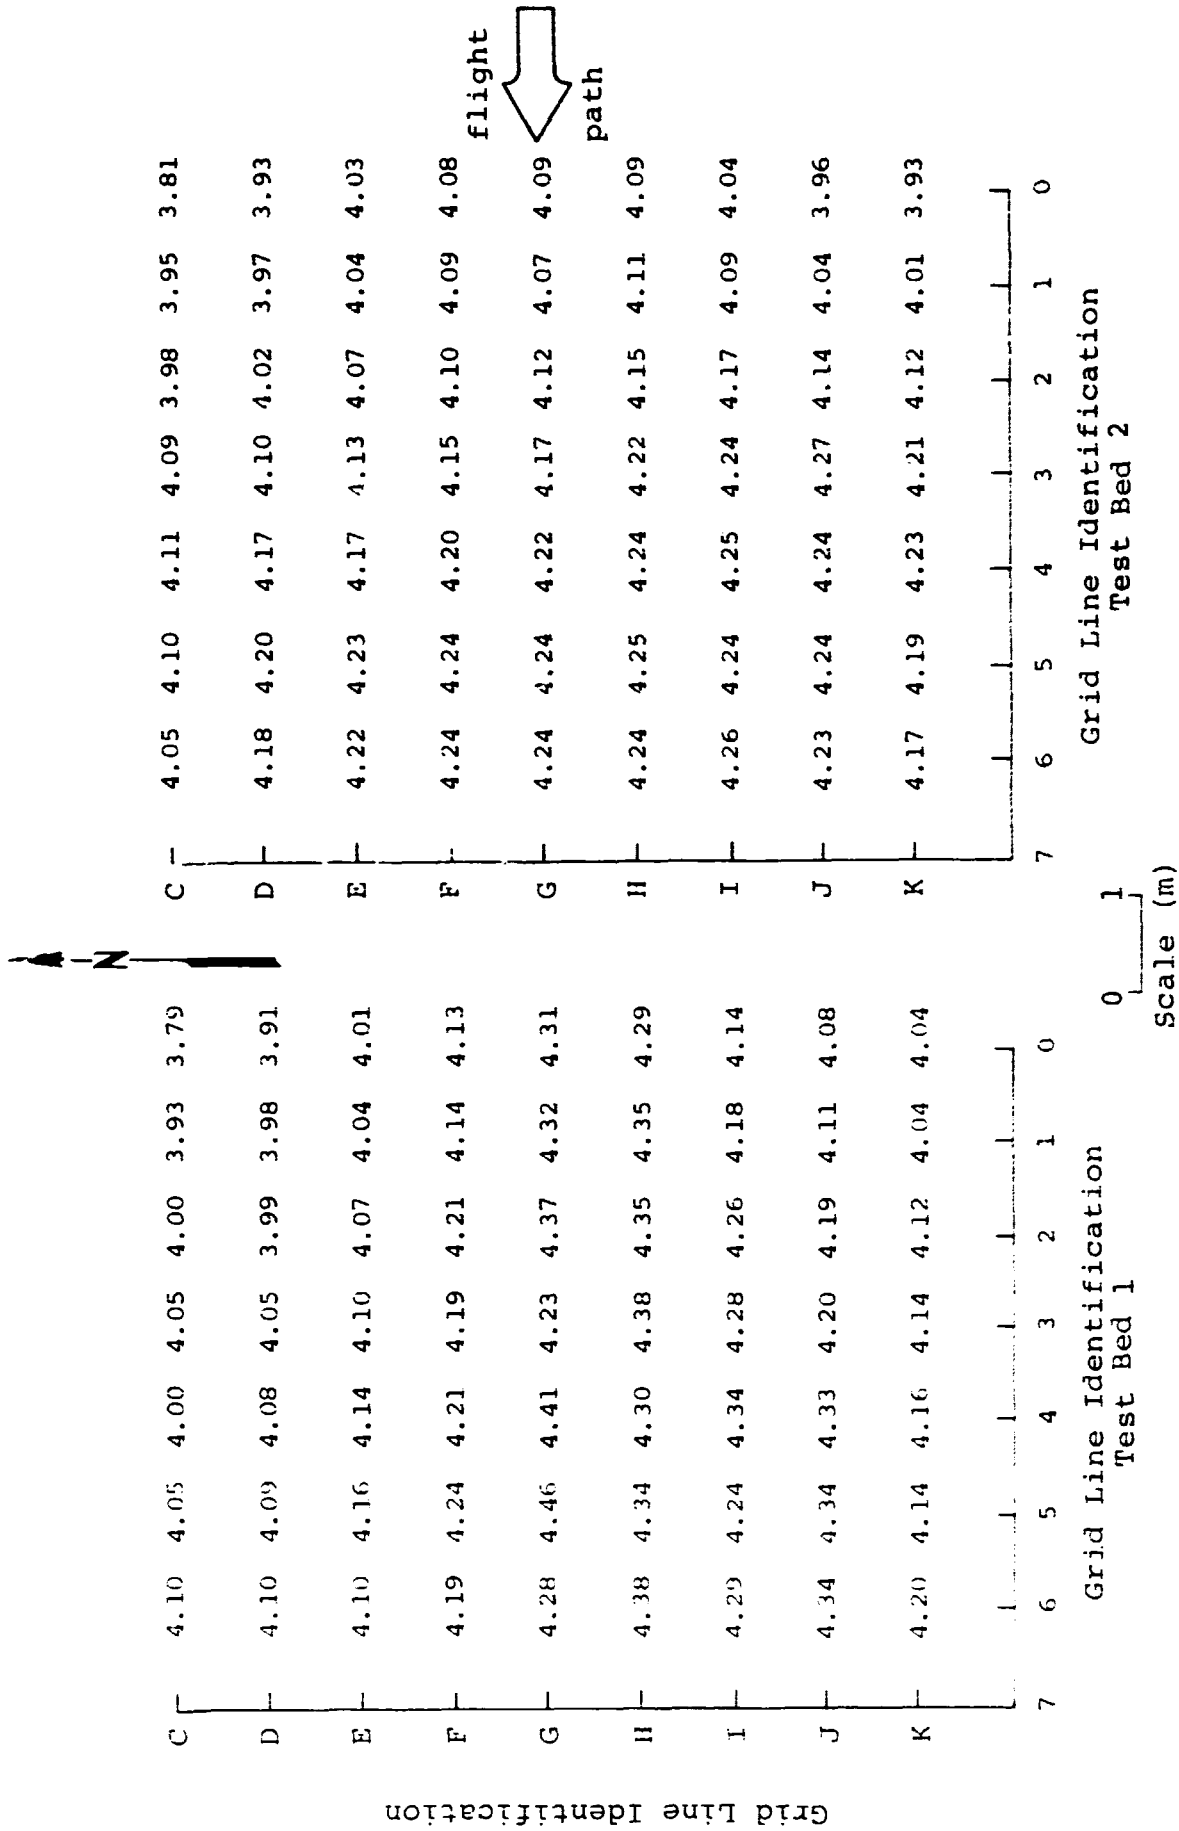 C 4.10 4.05 4.00 4.05 4.00 3.93 3.79
D 4.10 4.09 4.08 4.05 3.99 3.98 3.91
E 4.10 4.16 4.14 4.10 4.07 4.04 4.01
F 4.19 4.24 4.21 4.19 4.21 4.14 4.13
G 4.28 4.46 4.41 4.23 4.37 4.32 4.31
H 4.38 4.34 4.30 4.38 4.35 4.35 4.29
I 4.29 4.24 4.34 4.28 4.26 4.18 4.14
J 4.34 4.34 4.33 4.20 4.19 4.11 4.08
K 4.20 4.14 4.16 4.14 4.12 4.04 4.04
7 6 5 4 3 2 1 0
Grid Line Identification
Test Bed 1
Grid Line Identification
N
0 1
Scale (m)
C 4.05 4.10 4.11 4.09 3.98 3.95 3.81
D 4.18 4.20 4.17 4.10 4.02 3.97 3.93
E 4.22 4.23 4.17 4.13 4.07 4.04 4.03
F 4.24 4.24 4.20 4.15 4.10 4.09 4.08
G 4.24 4.24 4.22 4.17 4.12 4.07 4.09
H 4.24 4.25 4.24 4.22 4.15 4.11 4.09
I 4.26 4.24 4.25 4.24 4.17 4.09 4.04
J 4.23 4.24 4.24 4.27 4.14 4.04 3.96
K 4.17 4.19 4.23 4.21 4.12 4.01 3.93
7 6 5 4 3 2 1 0
Grid Line Identification
Test Bed 2
flight
path